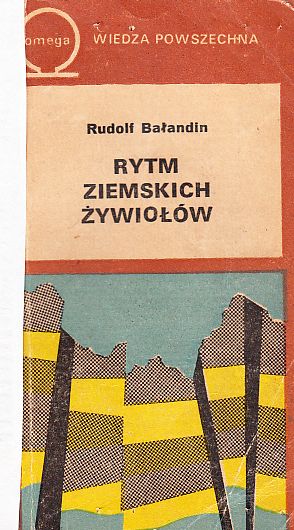 omega
WIEDZA POWSZECHNA
Rudolf Bałandin
RYTM
ZIEMSKICH
ŻYWIOŁÓW